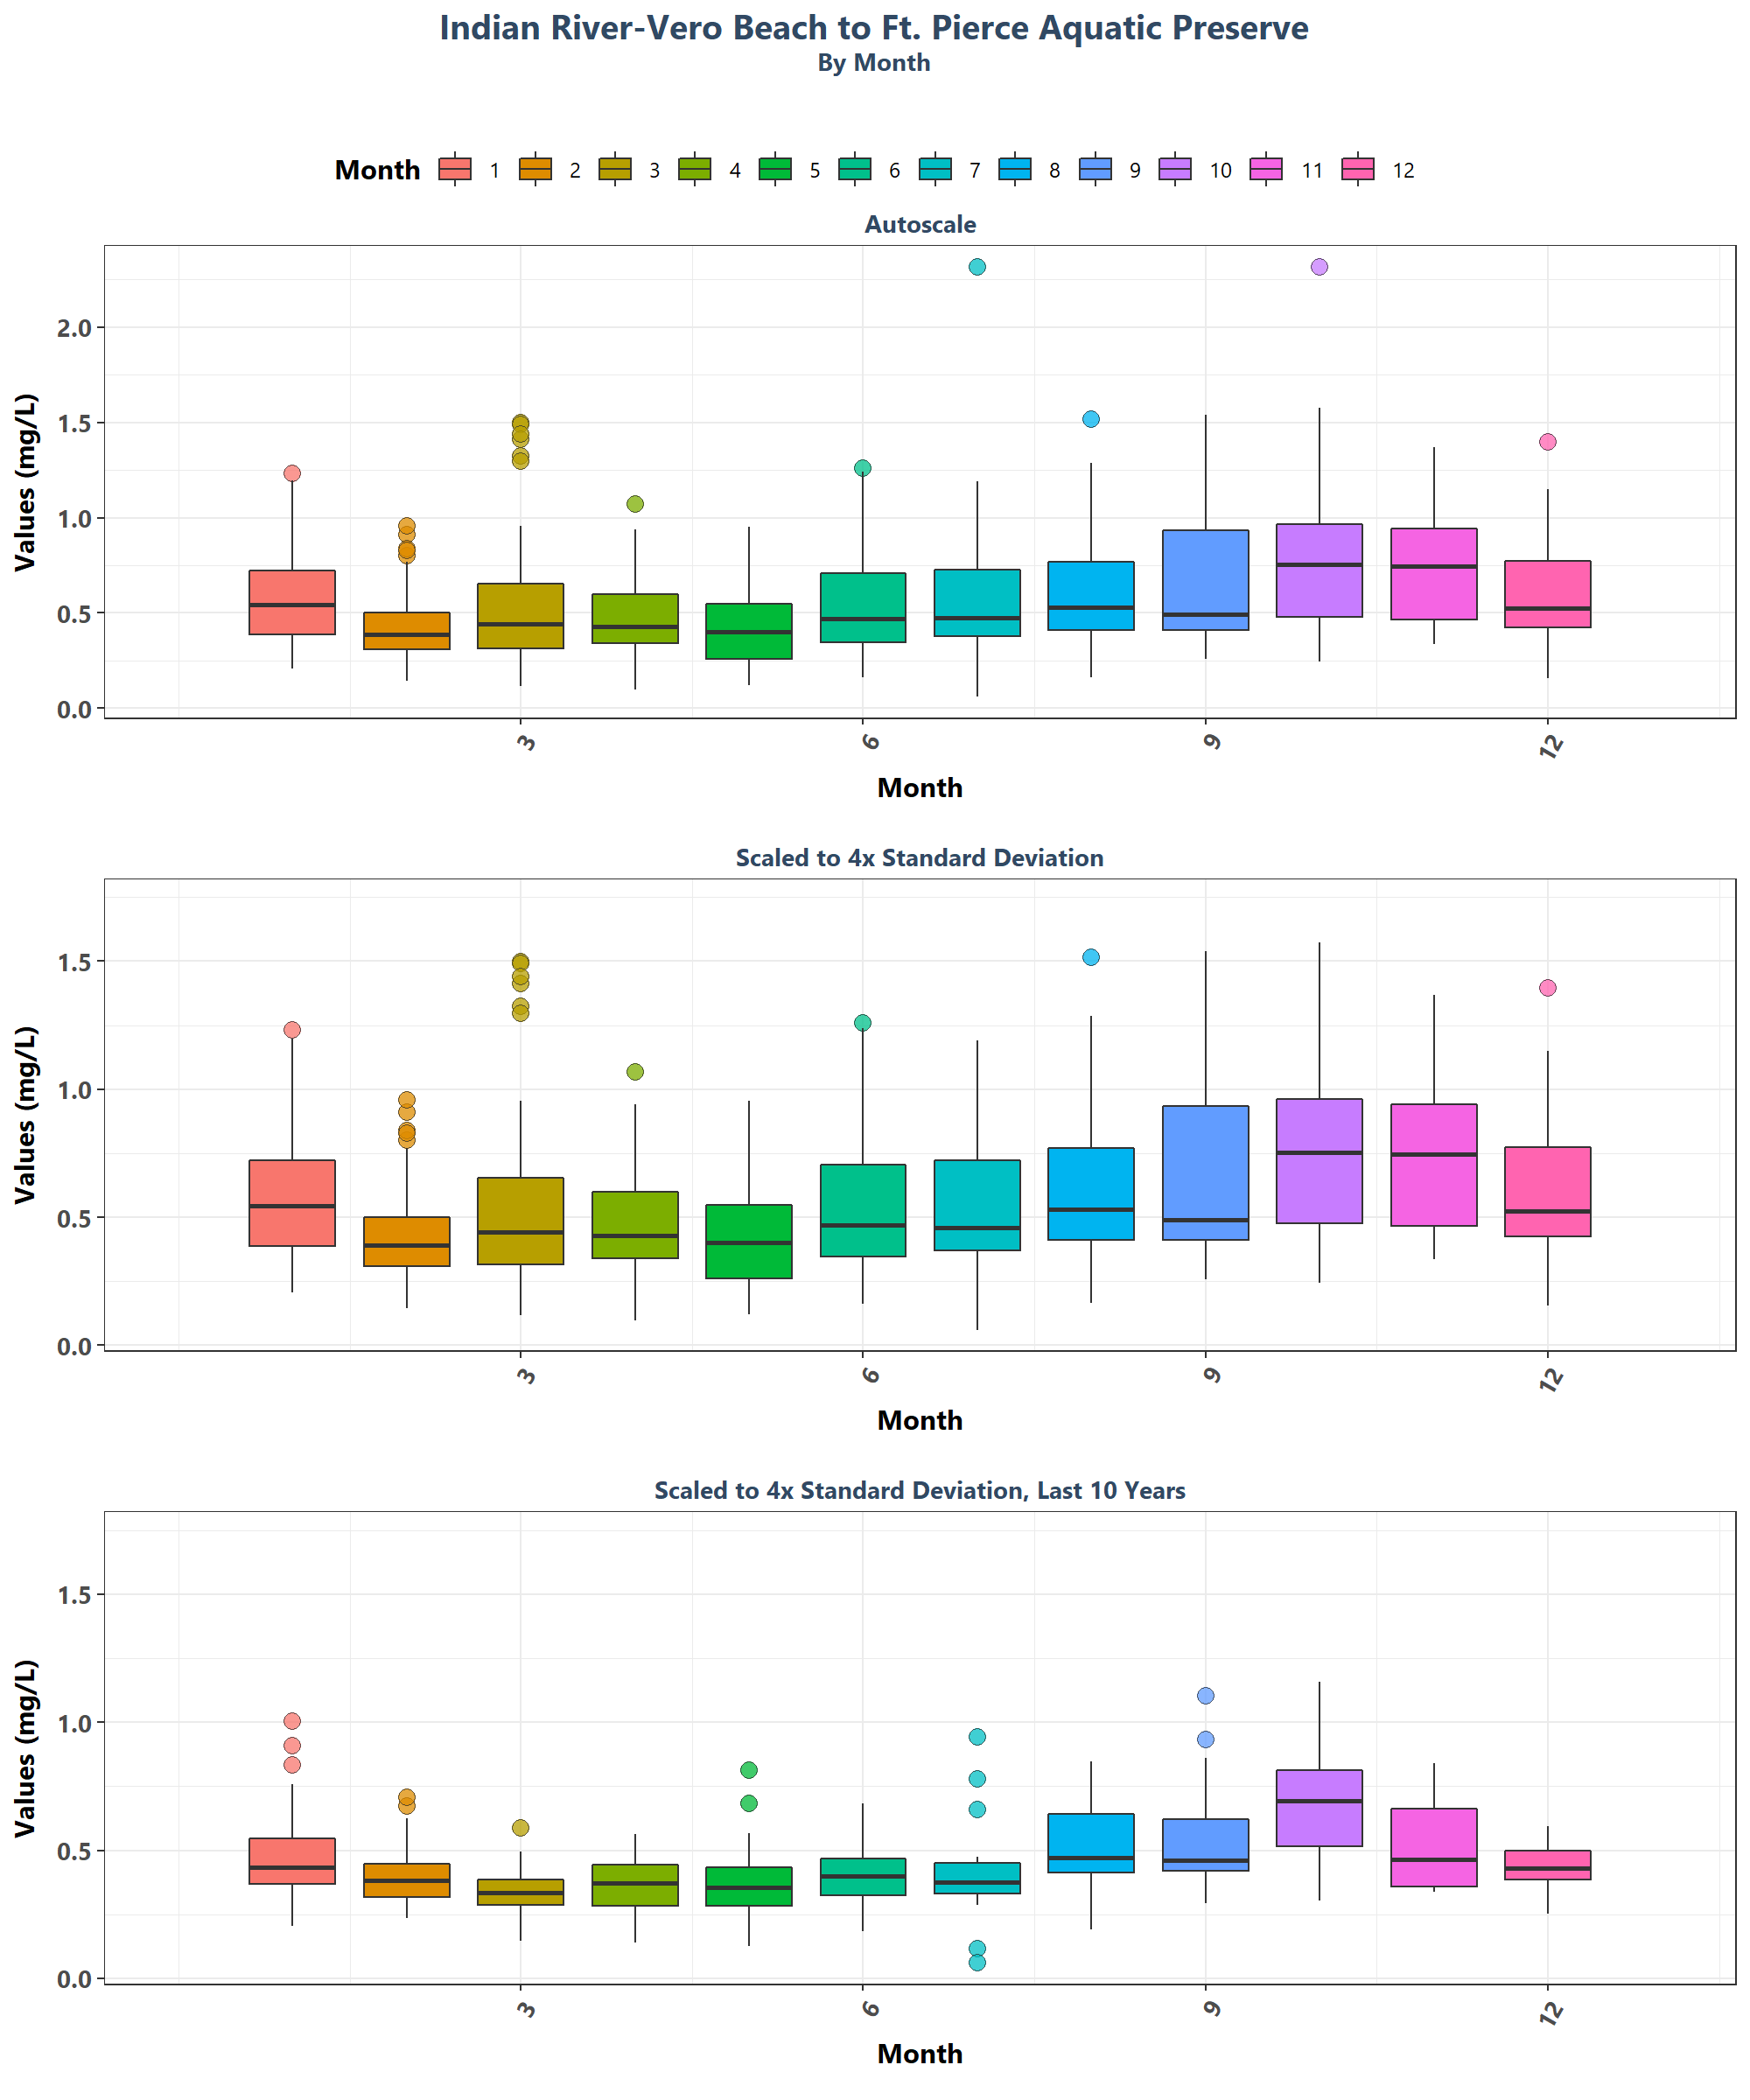 Indian River-Vero Beach to Ft. Pierce Aquatic Preserve
By Month
Month 1 2 3 4 5 6 7 8 9 10 11 12
Autoscale
Values (mg/L)
2.0
1.5
1.0
0.5
0.0
3 6 9 12
Month
Scaled to 4x Standard Deviation
Values (mg/L)
1.5
1.0
0.5
0.0
3 6 9 12
Month
Scaled to 4x Standard Deviation, Last 10 Years
Values (mg/L)
1.5
1.0
0.5
0.0
3 6 9 12
Month